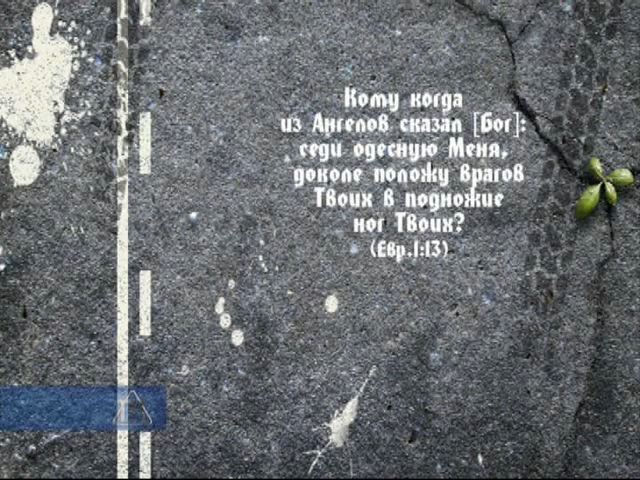 Кому когда
из Ангелов сказал [Бог]:
седи одесную Меня,
доколе положу врагов
Твоих в подножие
ног Твоих?
(Евр.1:13)